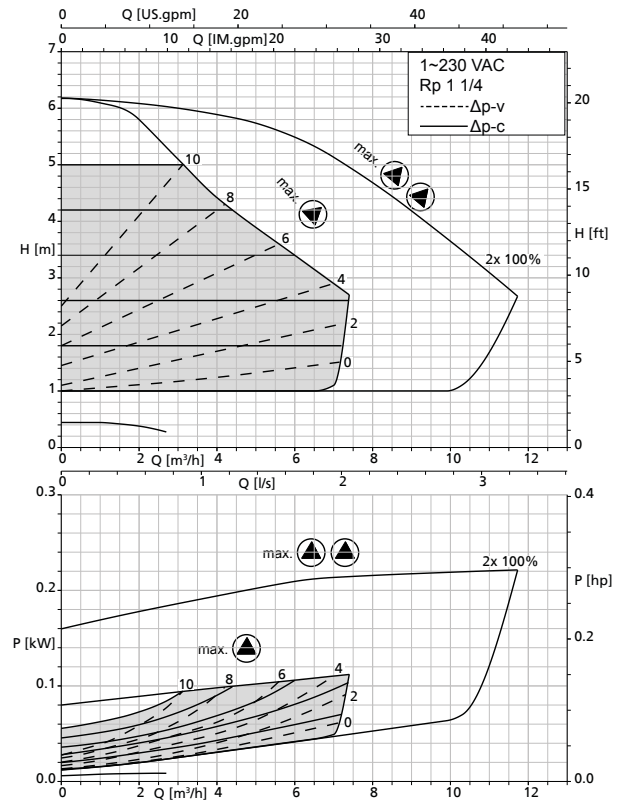 Q [US.gpm]
0 20 40
Q [IM.gpm]
0 10 20 30 40
1~230 VAC
Rp 1 1/4
Δp-v
Δp-c
max.
max.
H [m]
7
6
5
4
3
2
1
0
10
8
6
4
2
0
2x 100%
H [ft]
20
15
10
5
0
0 2 4 6 8 10 12
Q [m³/h]
0 1 2 3
Q [l/s]
P [kW]
0.3
0.2
0.1
0.0
max.
2x 100%
max.
10 8 6 4
2
0
P [hp]
0.4
0.2
0.0
0 2 4 6 8 10 12
Q [m³/h]